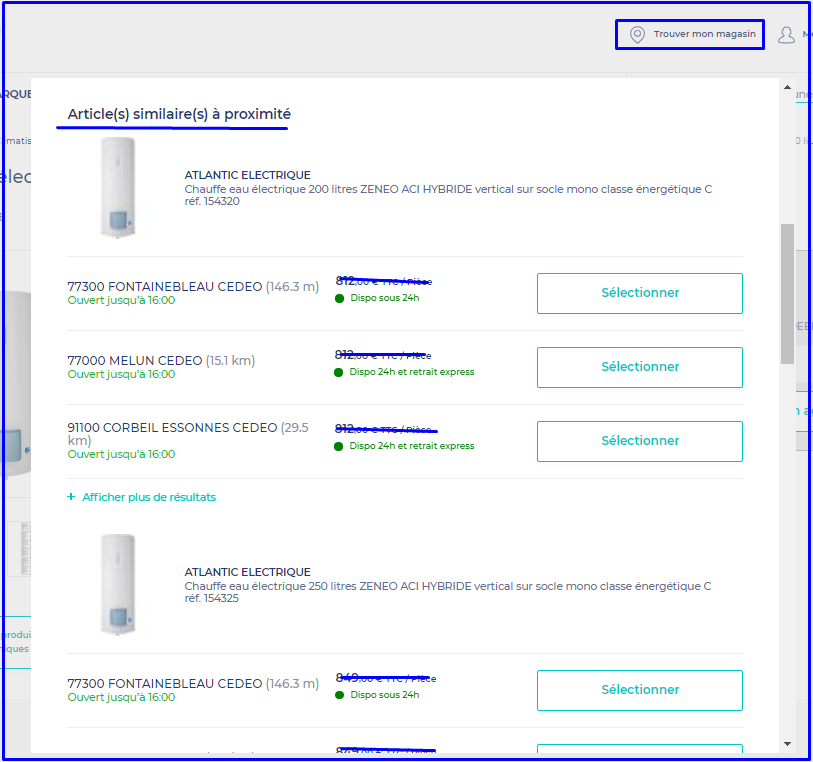 Trouver mon magasin
Article(s) similaire(s) à proximité
ATLANTIC ELECTRIQUE
Chauffe eau électrique 200 litres ZENEO ACI HYBRIDE vertical sur socle mono classe énergétique C
réf. 154320
77300 FONTAINEBLEAU CEDEO (146.3 m)
812,00 € TTC / Pièce
Ouvert jusqu'à 16:00
Dispo sous 24h
Sélectionner
77000 MELUN CEDEO (15.1 km)
812,00 € TTC / Pièce
Ouvert jusqu'à 16:00
Dispo 24h et retrait express
Sélectionner
91100 CORBEIL ESSONNES CEDEO (29.5
km)
812,00 € TTC / Pièce
Ouvert jusqu'à 16:00
Dispo 24h et retrait express
Sélectionner
+ Afficher plus de résultats
ATLANTIC ELECTRIQUE
Chauffe eau électrique 250 litres ZENEO ACI HYBRIDE vertical sur socle mono classe énergétique C
réf. 154325
77300 FONTAINEBLEAU CEDEO (146.3 m)
849,00 € TTC / Pièce
Ouvert jusqu'à 16:00
Dispo sous 24h
Sélectionner
849,00 € TTC / Pièce